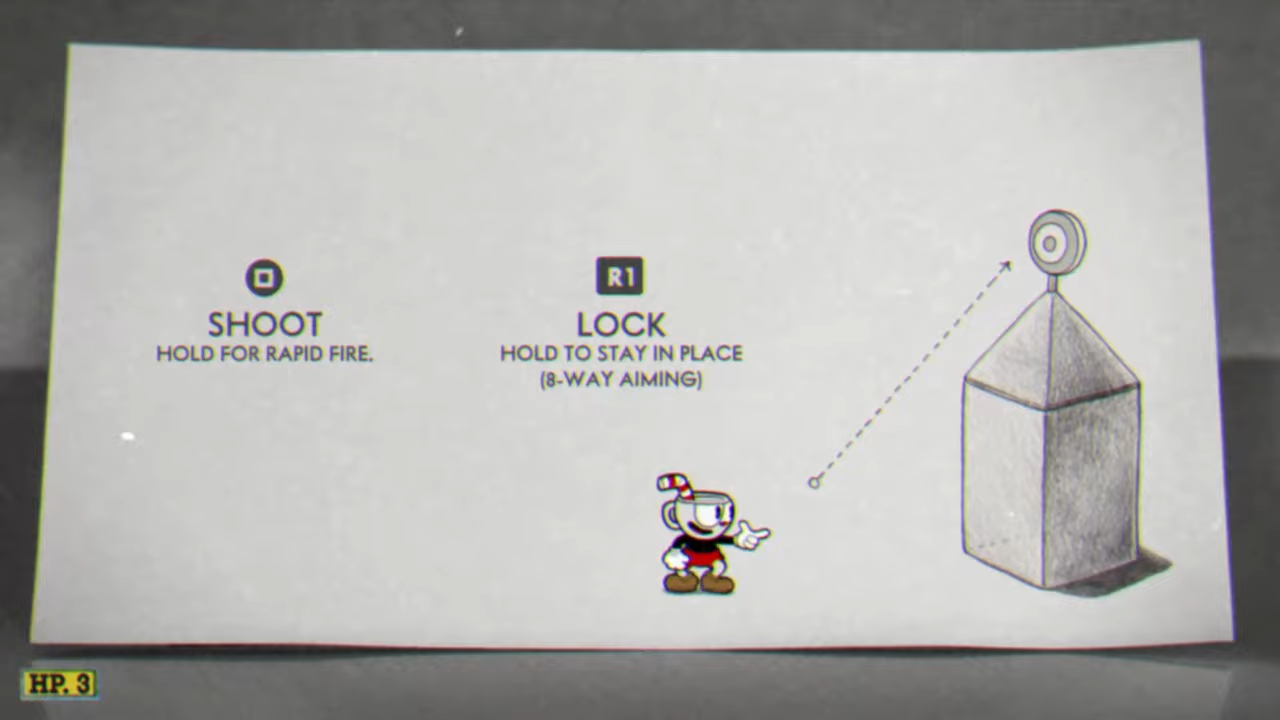 R1
SHOOT
LOCK
HOLD FOR RAPID FIRE.
HOLD TO STAY IN PLACE
(8-WAY AIMING)
HP. 3